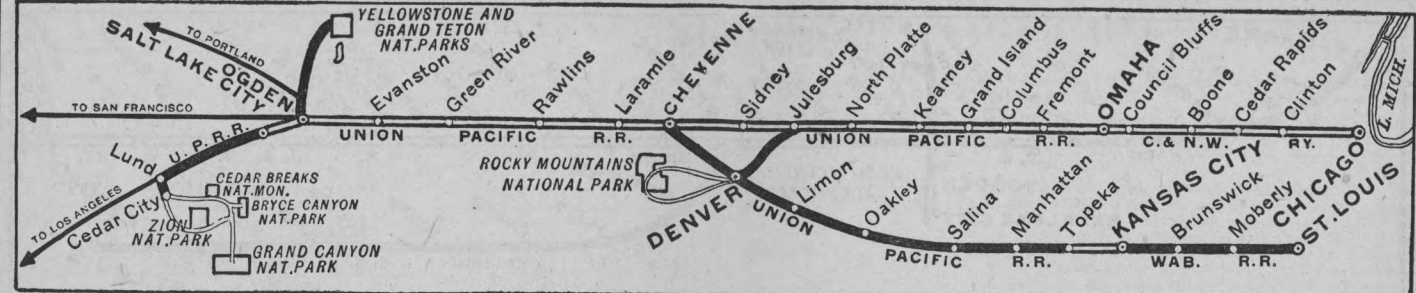 YELLOWSTONE AND
GRAND TETON
NAT.PARKS
TO PORTLAND
SALT LAKE
CITY
OGDEN
TO SAN FRANCISCO
Evanston
Green River
Rawlins
Laramie
CHEYENNE
Sidney
Julesburg
North Platte
Kearney
Grand Island
Columbus
Fremont
OMAHA
Council Bluffs
Boone
Cedar Rapids
Clinton
L. MICH.
CHICAGO
UNION
PACIFIC
R.R.
UNION
PACIFIC
R.R.
C.& N.W.
RY.
U.P.R.R.
Lund
TO LOS ANGELES
Cedar City
CEDAR BREAKS
NAT.MON.
BRYCE CANYON
NAT.PARK
ZION
NAT.PARK
GRAND CANYON
NAT.PARK
ROCKY MOUNTAINS
NATIONAL PARK
DENVER
Limon
Oakley
Salina
Manhattan
Topeka
KANSAS CITY
Brunswick
Moberly
ST. LOUIS
UNION
PACIFIC
R.R.
WAB.
R.R.